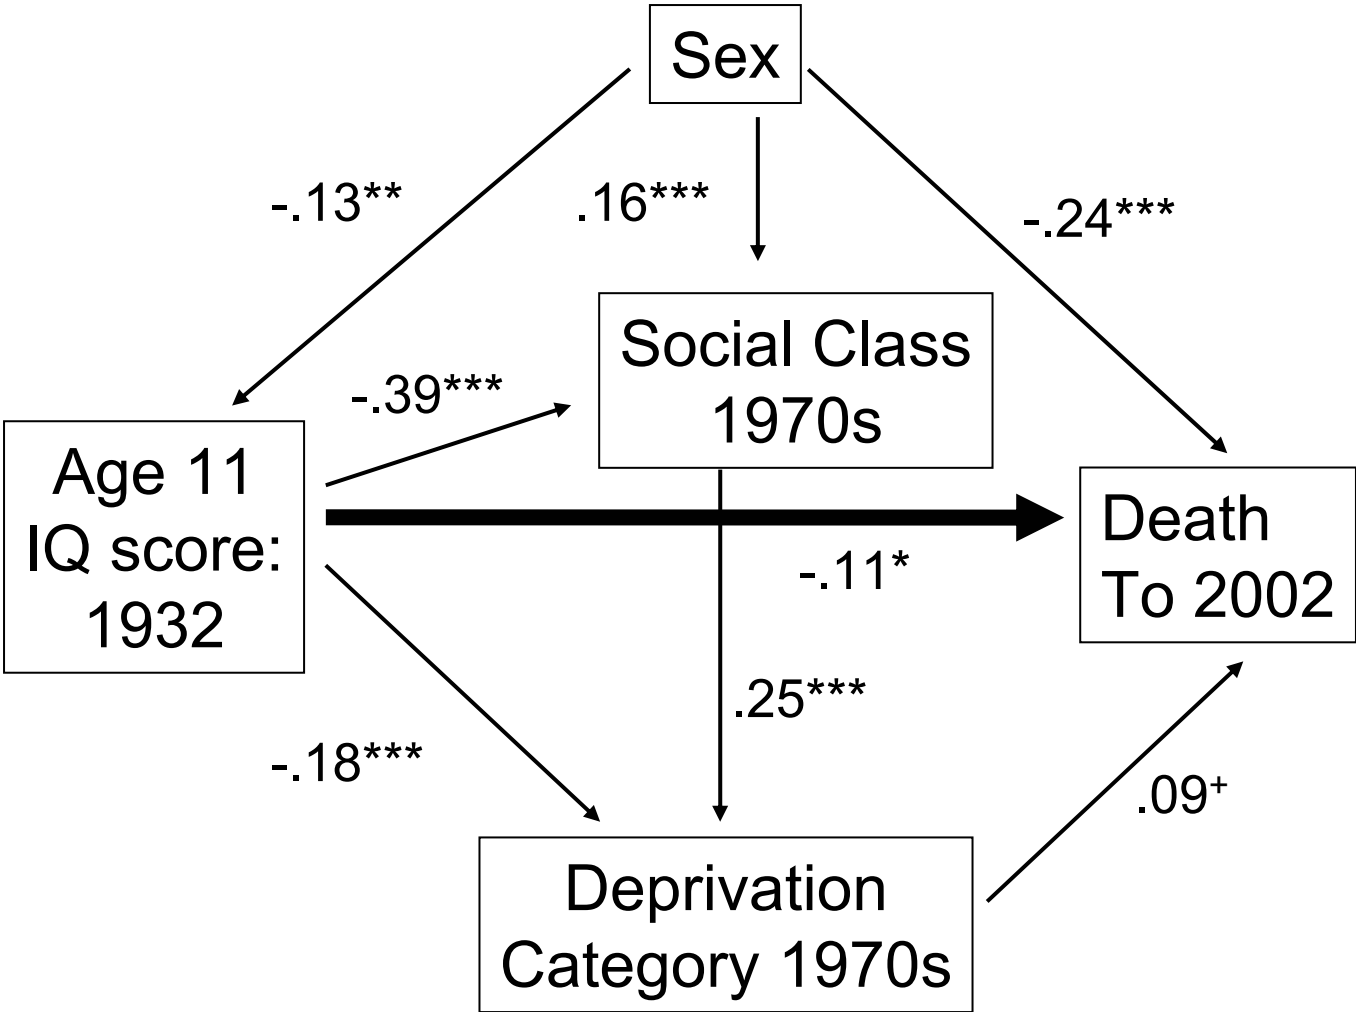 Sex
-.13**
.16***
-.24***
Social Class
1970s
-.39***
Age 11
IQ score:
1932
Death
To 2002
-.11*
.25***
-.18***
.09+
Deprivation
Category 1970s